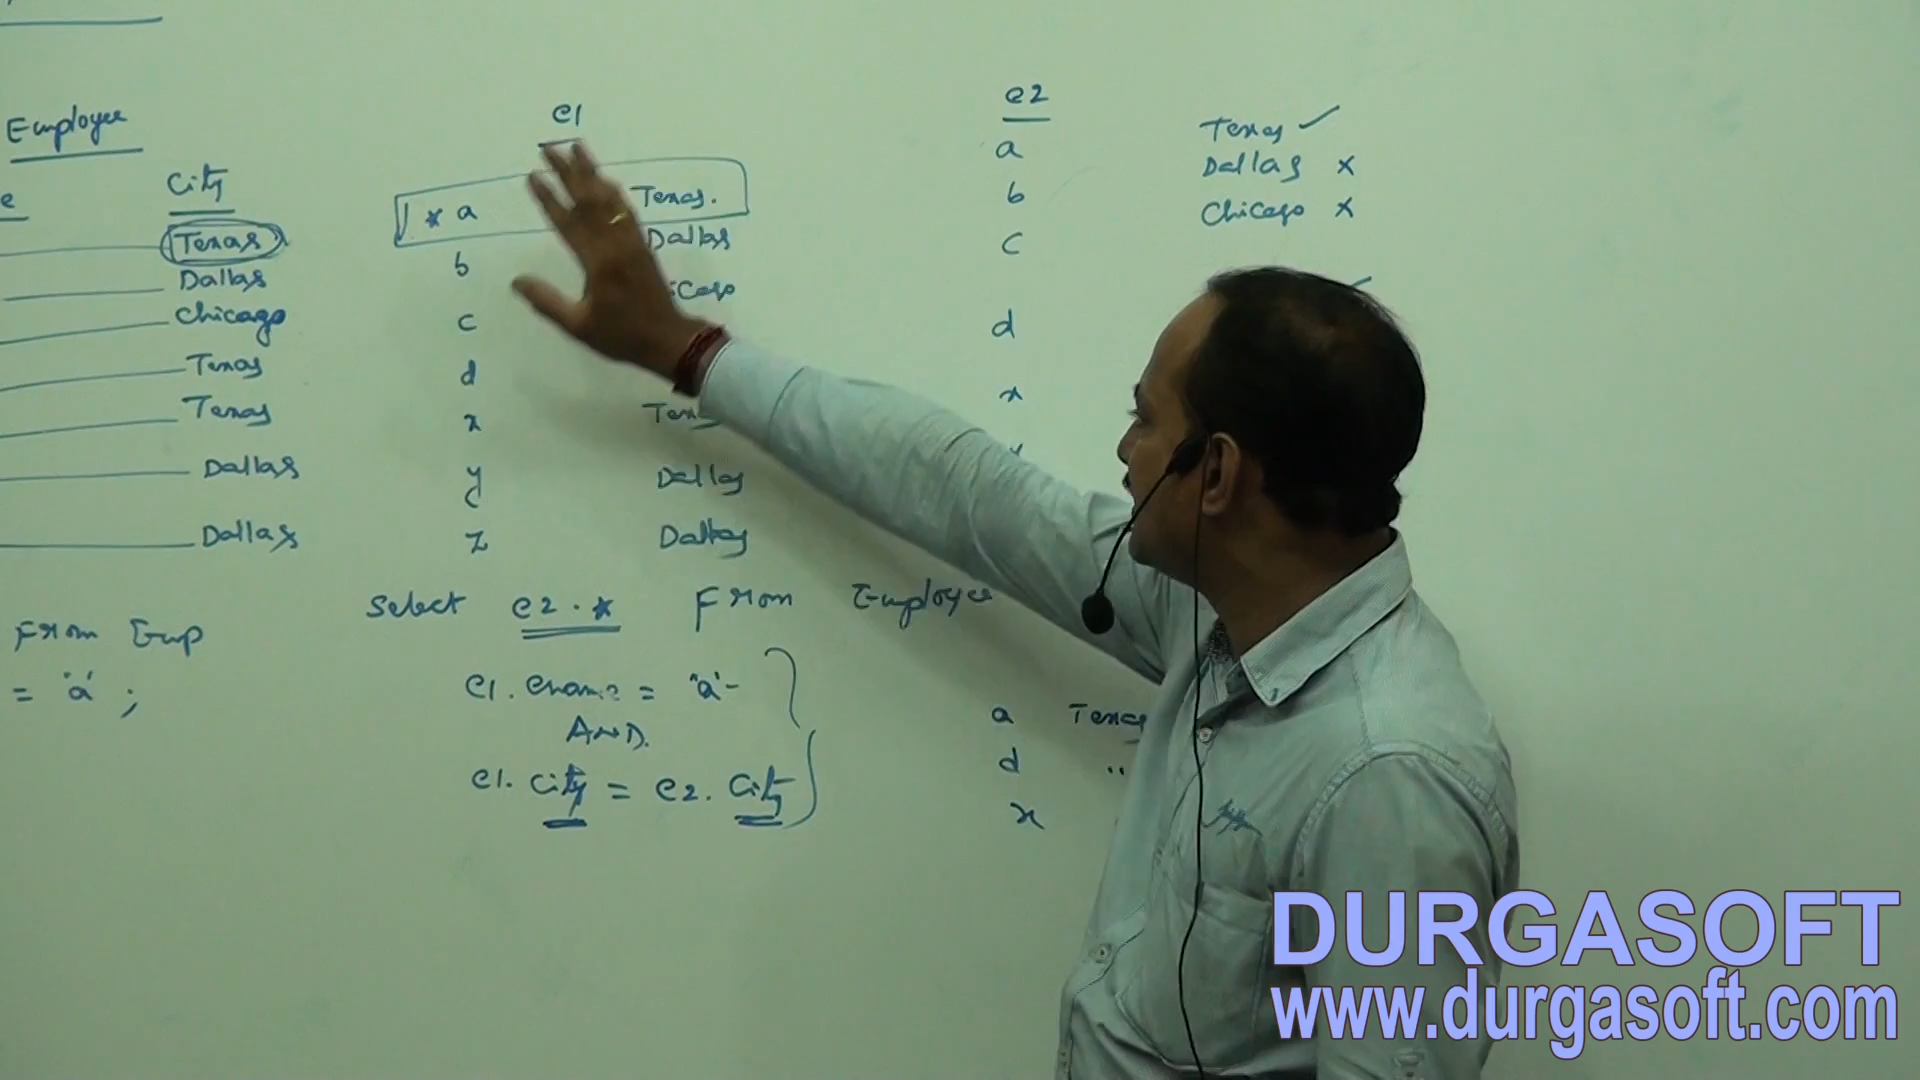 Employee
e City
Texas
Dallas
Chicago
Texas
Texas
Dallas
Dallas
From Emp
= 'a' ;
e1
* a Texas.
b Dallas
c
d
x
y Dallas
z Dallas
Select e2.* From Employee
e1.ename = 'a'
AND.
e1.City = e2.City
e2
a
b
c
d
x
Texas ✓
Dallas x
Chicago x
a Texas
d "
x
DURGASOFT
www.durgasoft.com